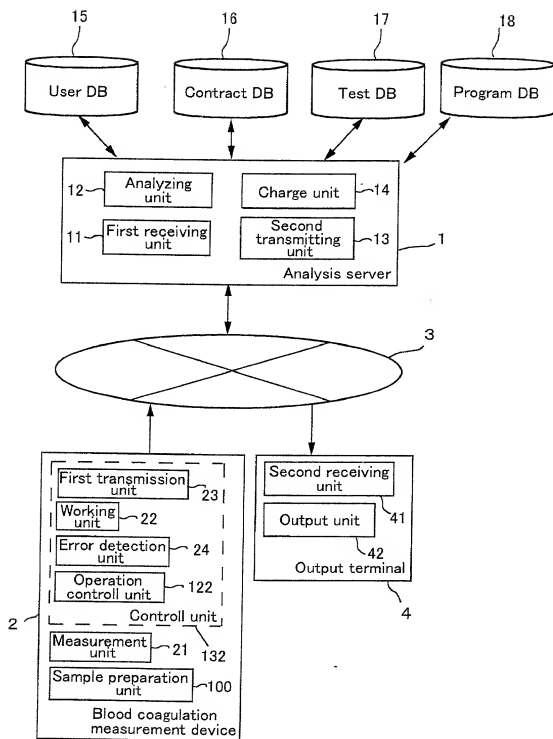 15
16
17
18
User DB
Contract DB
Test DB
Program DB
12
Analyzing
unit
Charge unit
14
11
First receiving
unit
Second
transmitting
unit
13
1
Analysis server
3
First transmission
unit
23
Working
unit
22
Error detection
unit
24
Operation
controll unit
122
Controll unit
132
2
Measurement
unit
21
Sample preparation
unit
100
Blood coagulation
measurement device
Second receiving
unit
41
Output unit
42
Output terminal
4